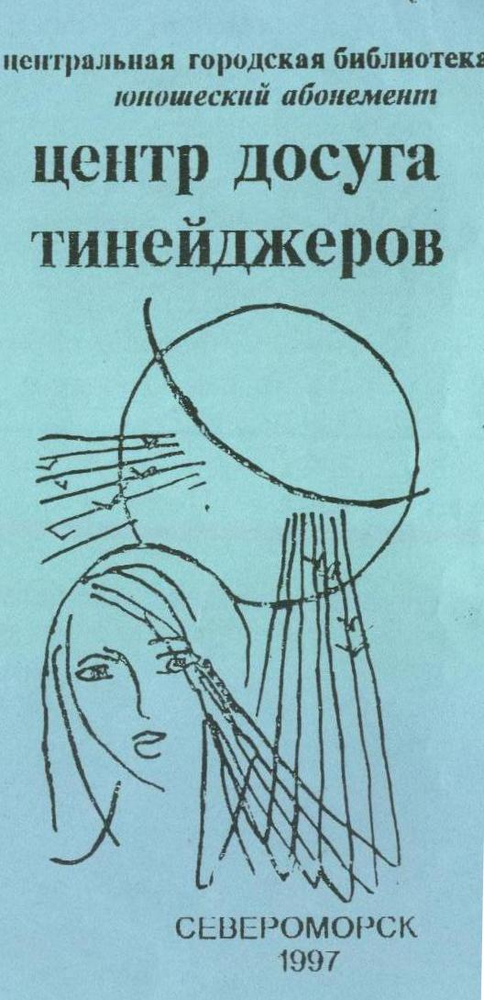 центральная городская библиотека
юношеский абонемент
центр досуга
тинейджеров
СЕВЕРОМОРСК
1997